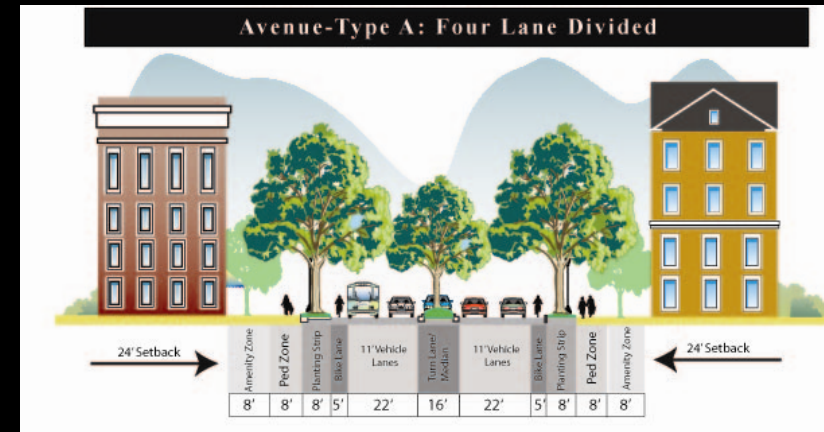 Avenue-Type A: Four Lane Divided
24' Setback
Amenity Zone
Ped Zone
Planting Strip
Bike Lane
11' Vehicle
Lanes
Turn Lane/
Median
11' Vehicle
Lanes
Bike Lane
Planting Strip
Ped Zone
Amenity Zone
24' Setback
8' 8' 8' 5' 22' 16' 22' 5' 8' 8' 8'